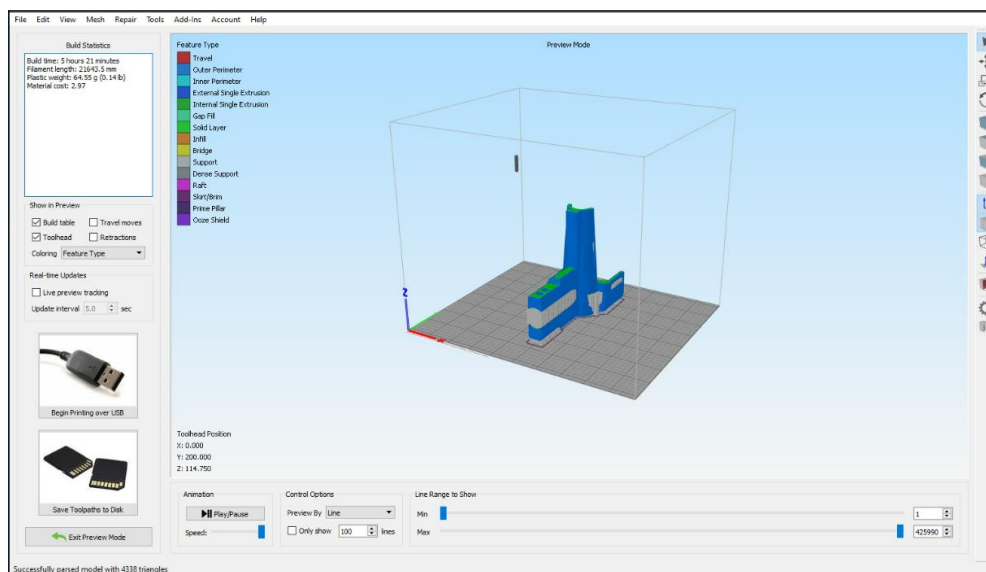 File Edit View Mesh Repair Tools Add-Ins Account Help
Build Statistics
Build time: 5 hours 21 minutes
Filament length: 21643.5 mm
Plastic weight: 64.55 g (0.14 lb)
Material cost: 2.97
Show in Preview
Build table
Travel moves
Toolhead
Retractions
Coloring Feature Type
Real-time Updates
Live preview tracking
Update interval 5.0 sec
Begin Printing over USB
Save Toolpaths to Disk
Exit Preview Mode
Feature Type
Travel
Outer Perimeter
Inner Perimeter
External Single Extrusion
Internal Single Extrusion
Gap Fill
Solid Layer
Infill
Bridge
Support
Dense Support
Raft
Skirt/Brim
Prime Pillar
Ooze Shield
Preview Mode
Z
Toolhead Position
X: 0.000
Y: 200.000
Z: 114.750
Animation
Play/Pause
Speed:
Control Options
Preview By Line
Only show 100 lines
Line Range to Show
Min 1
Max 425990
Successfully parsed model with 4338 triangles